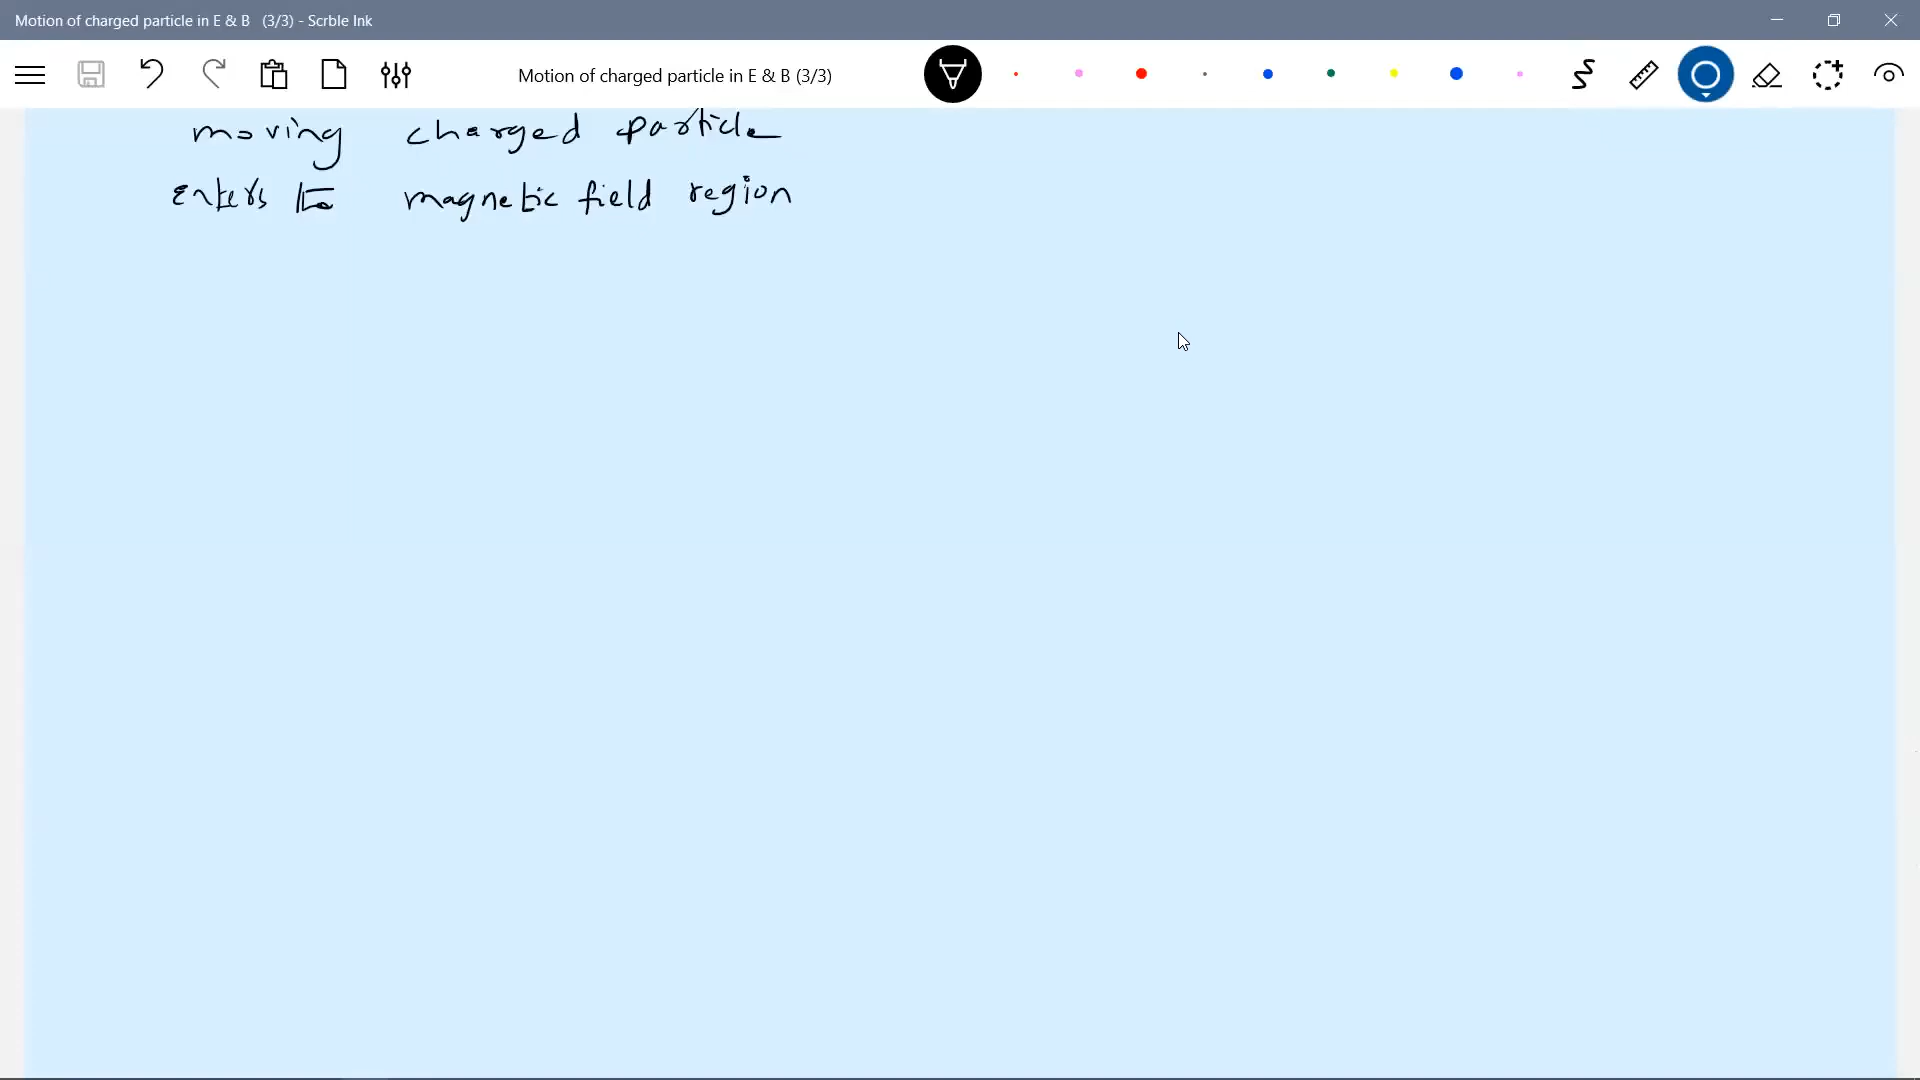 Motion of charged particle in E & B (3/3) - Scrble Ink
Motion of charged particle in E & B (3/3)
moving charged particle
enters magnetic field region